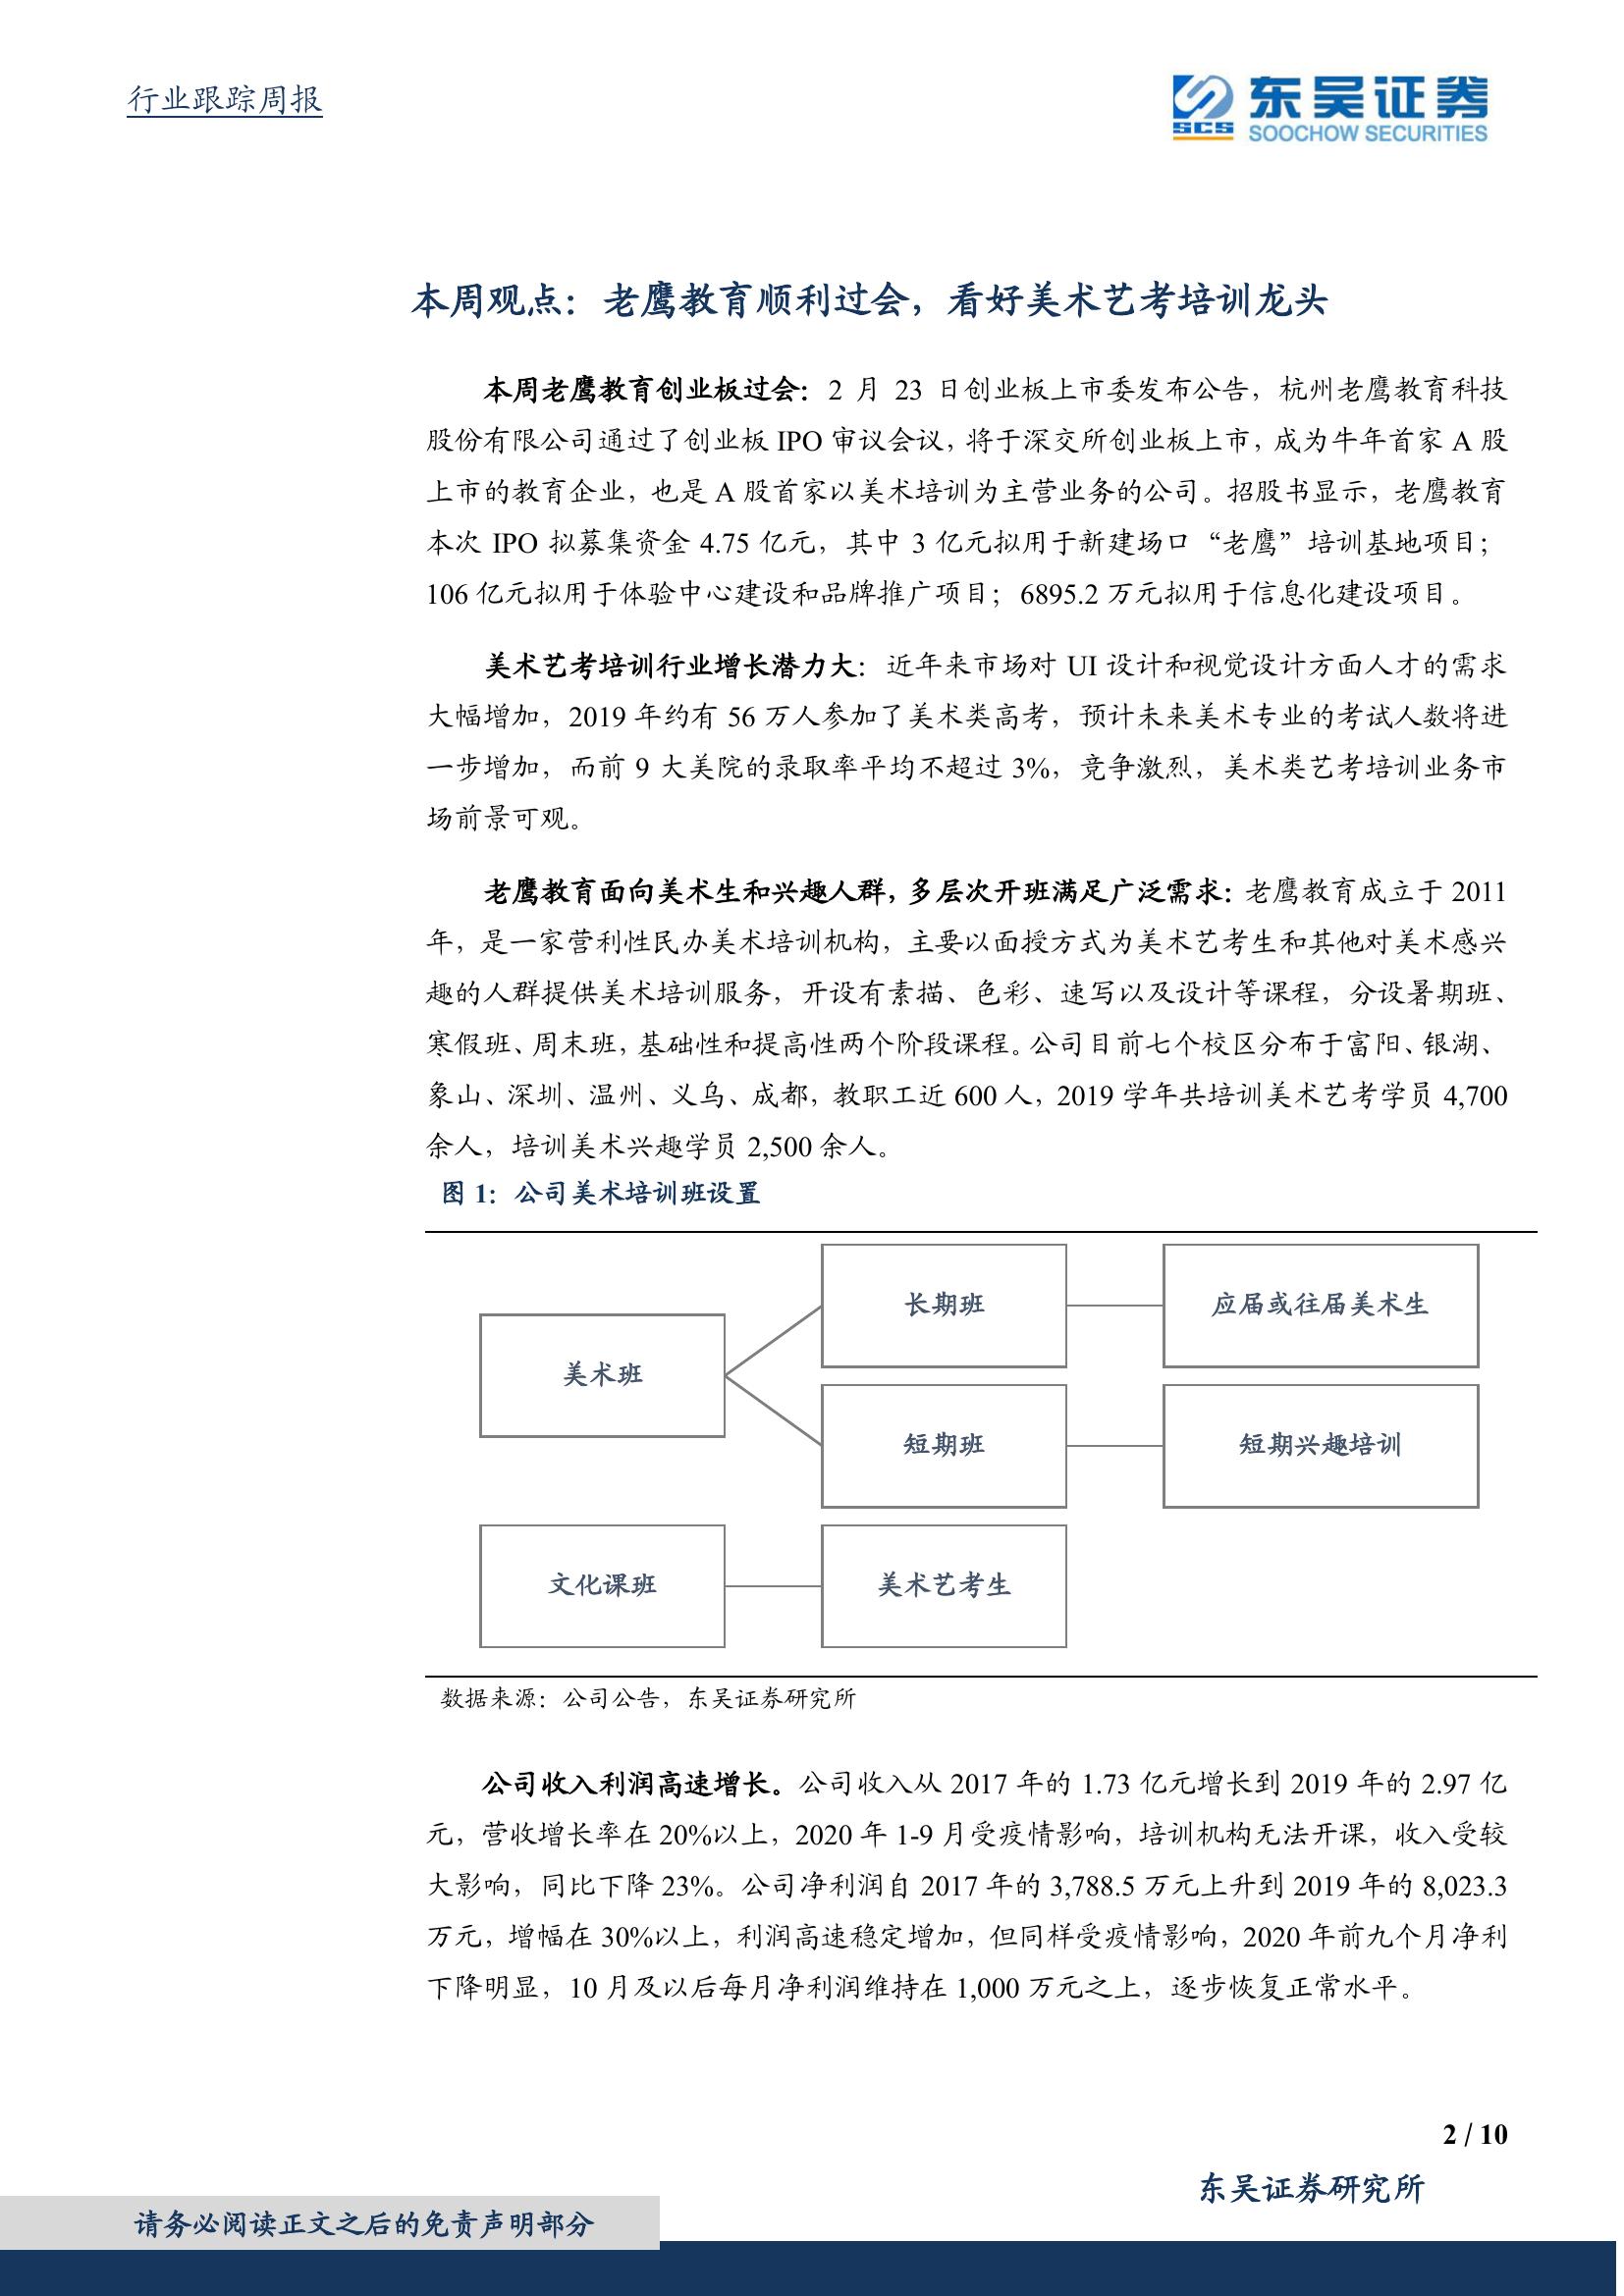 行业跟踪周报
SCS
东吴证券
SOOCHOW SECURITIES
本周观点：老鹰教育顺利过会，看好美术艺考培训龙头
本周老鹰教育创业板过会：2 月 23 日创业板上市委发布公告，杭州老鹰教育科技
股份有限公司通过了创业板 IPO 审议会议，将于深交所创业板上市，成为牛年首家 A 股
上市的教育企业，也是 A 股首家以美术培训为主营业务的公司。招股书显示，老鹰教育
本次 IPO 拟募集资金 4.75 亿元，其中 3 亿元拟用于新建场口“老鹰”培训基地项目；
106 亿元拟用于体验中心建设和品牌推广项目；6895.2 万元拟用于信息化建设项目。
美术艺考培训行业增长潜力大：近年来市场对 UI 设计和视觉设计方面人才的需求
大幅增加，2019 年约有 56 万人参加了美术类高考，预计未来美术专业的考试人数将进
一步增加，而前 9 大美院的录取率平均不超过 3%，竞争激烈，美术类艺考培训业务市
场前景可观。
老鹰教育面向美术生和兴趣人群，多层次开班满足广泛需求：老鹰教育成立于 2011
年，是一家营利性民办美术培训机构，主要以面授方式为美术艺考生和其他对美术感兴
趣的人群提供美术培训服务，开设有素描、色彩、速写以及设计等课程，分设暑期班、
寒假班、周末班，基础性和提高性两个阶段课程。公司目前七个校区分布于富阳、银湖、
象山、深圳、温州、义乌、成都，教职工近 600 人，2019 学年共培训美术艺考学员 4,700
余人，培训美术兴趣学员 2,500 余人。
图 1：公司美术培训班设置
长期班
应届或往届美术生
美术班
短期班
短期兴趣培训
文化课班
美术艺考生
数据来源：公司公告，东吴证券研究所
公司收入利润高速增长。公司收入从 2017 年的 1.73 亿元增长到 2019 年的 2.97 亿
元，营收增长率在 20%以上，2020 年 1-9 月受疫情影响，培训机构无法开课，收入受较
大影响，同比下降 23%。公司净利润自 2017 年的 3,788.5 万元上升到 2019 年的 8,023.3
万元，增幅在 30%以上，利润高速稳定增加，但同样受疫情影响，2020 年前九个月净利
下降明显，10 月及以后每月净利润维持在 1,000 万元之上，逐步恢复正常水平。
2 / 10
东吴证券研究所
请务必阅读正文之后的免责声明部分